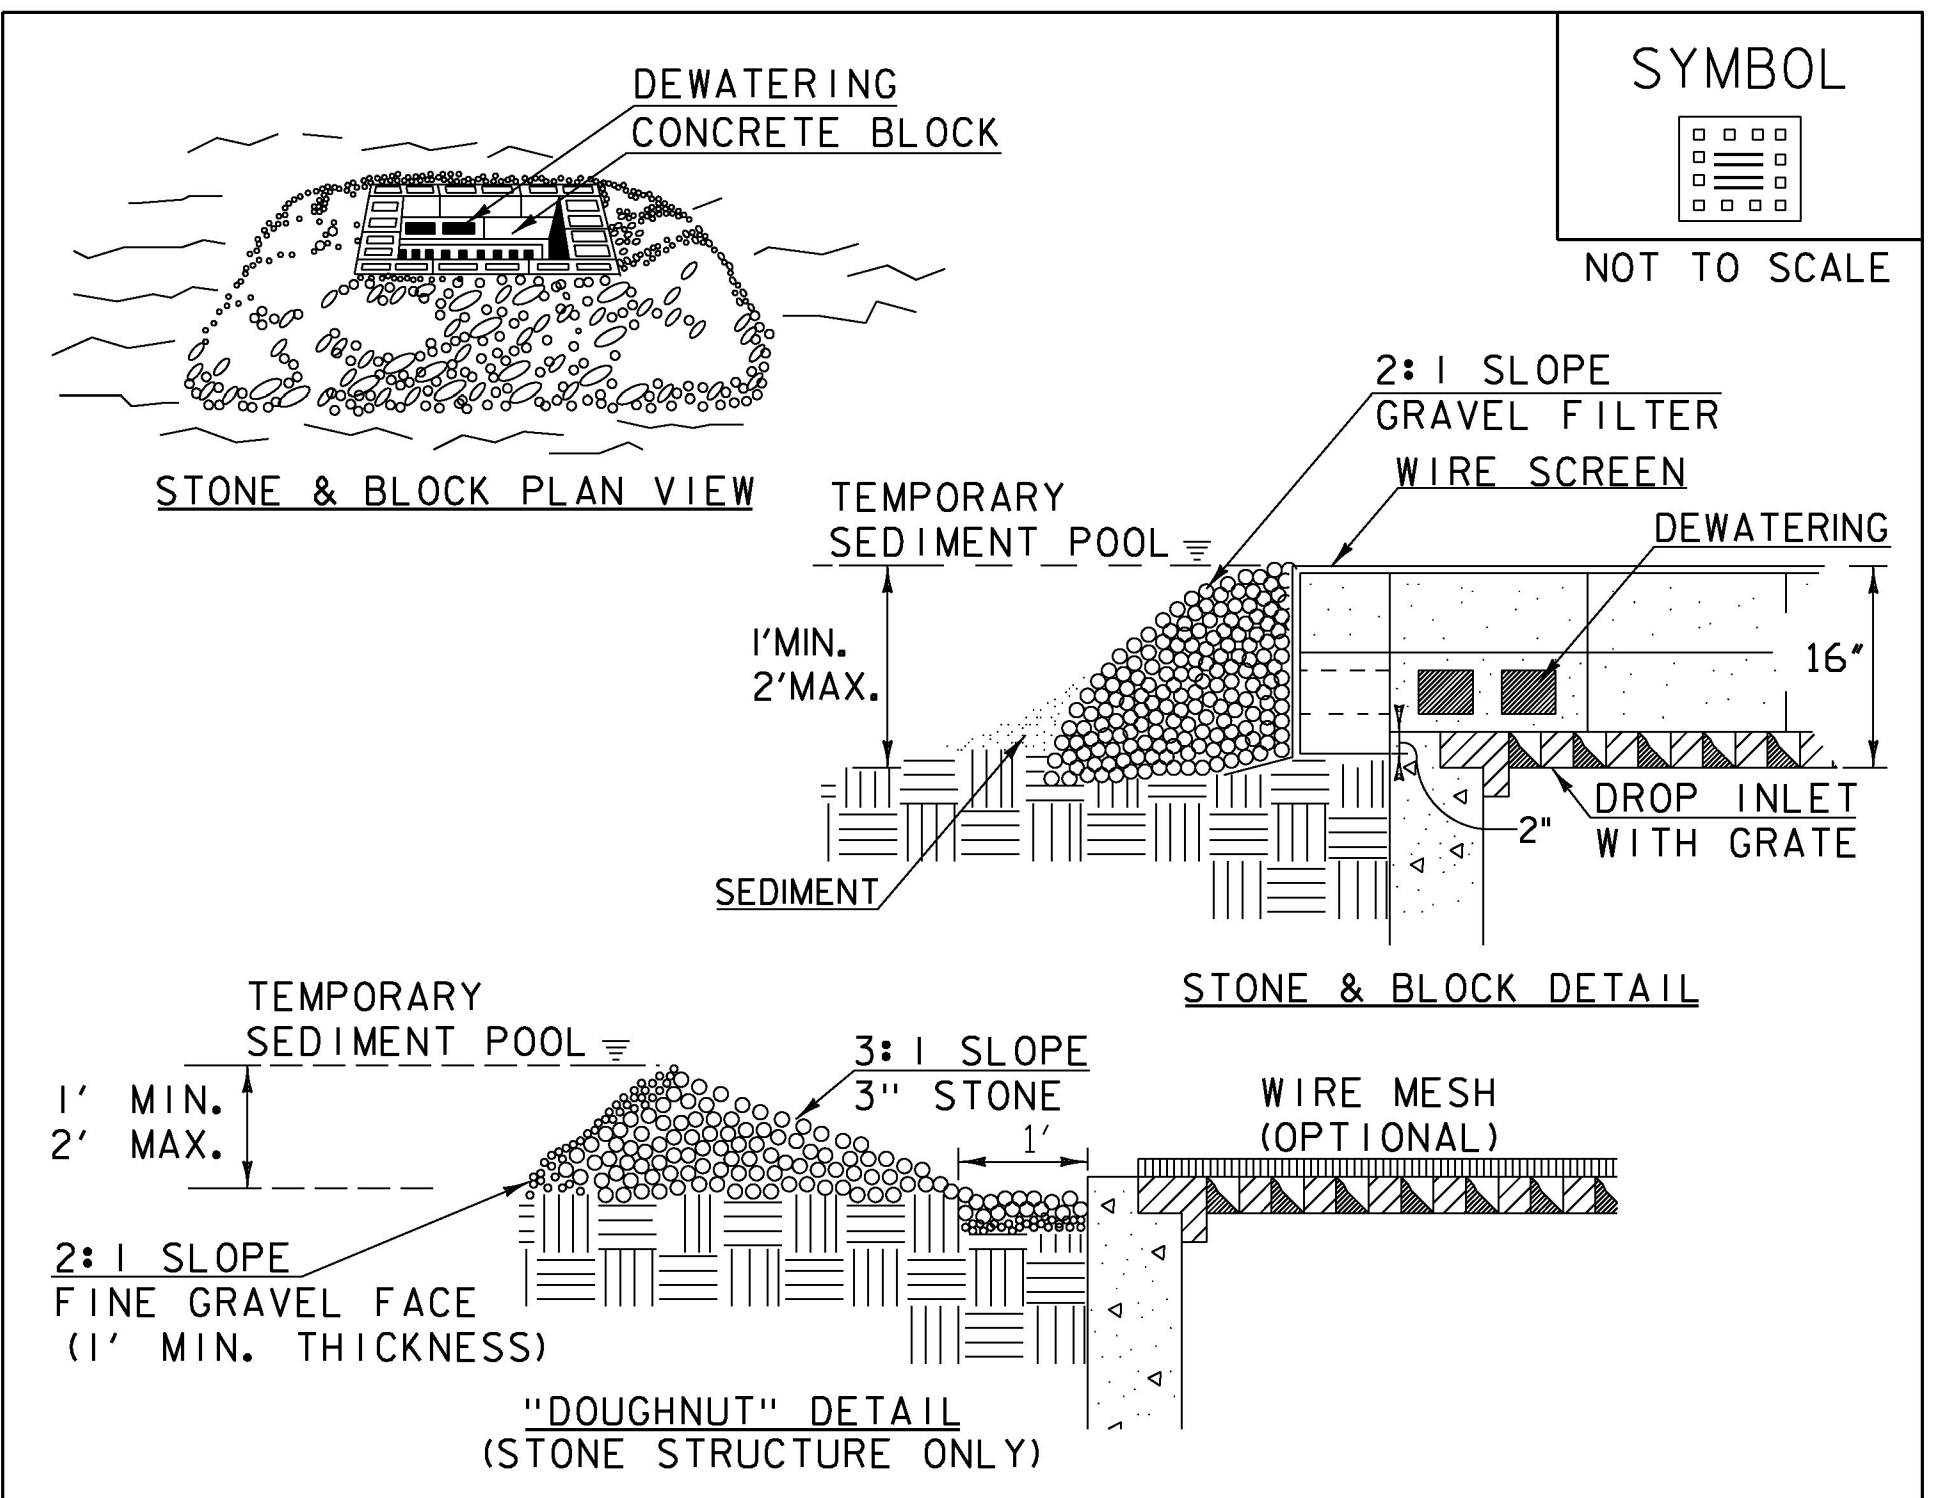 SYMBOL
NOT TO SCALE
DEWATERING
CONCRETE BLOCK
STONE & BLOCK PLAN VIEW
2:1 SLOPE
GRAVEL FILTER
WIRE SCREEN
DEWATERING
TEMPORARY
SEDIMENT POOL
1'MIN.
2'MAX.
16"
DROP INLET
WITH GRATE
2"
SEDIMENT
STONE & BLOCK DETAIL
TEMPORARY
SEDIMENT POOL
1' MIN.
2' MAX.
3:1 SLOPE
3" STONE
1'
WIRE MESH
(OPTIONAL)
2:1 SLOPE
FINE GRAVEL FACE
(1' MIN. THICKNESS)
"DOUGHNUT" DETAIL
(STONE STRUCTURE ONLY)